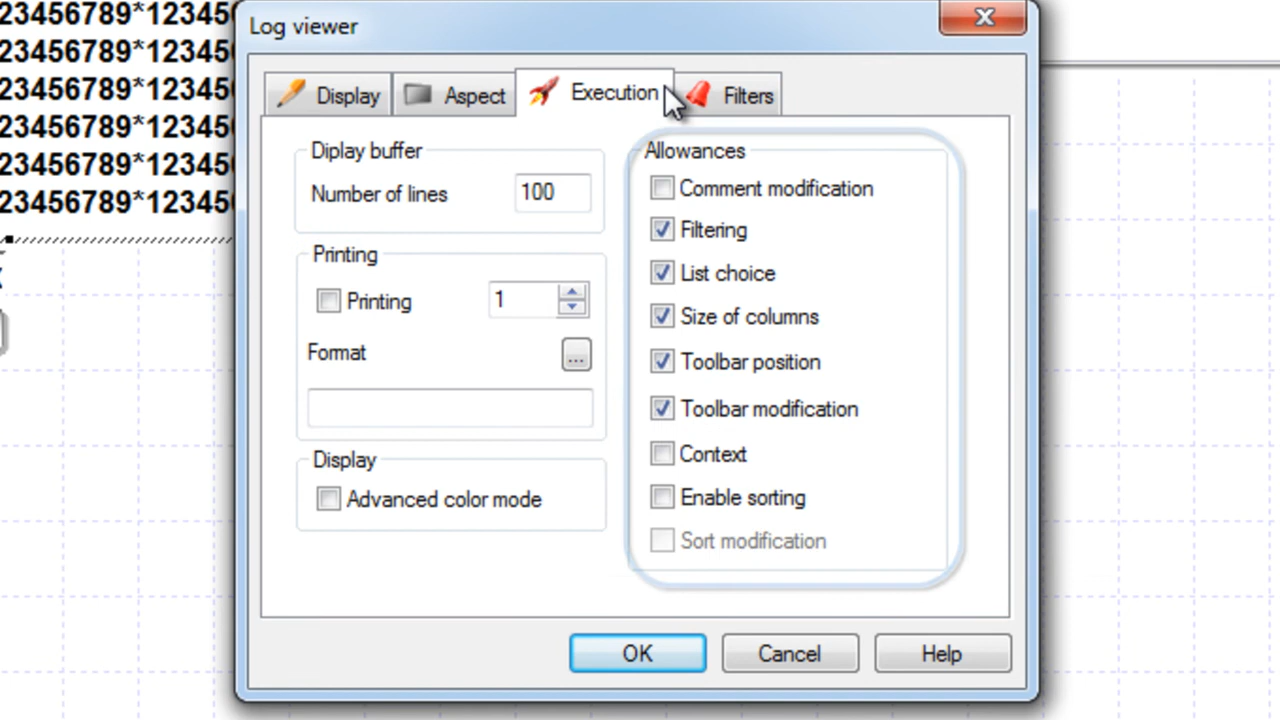 23456789*12345
23456789*12345
23456789*12345
23456789*12345
23456789*12345
23456789*12345
Log viewer
Display
Aspect
Execution
Filters
Diplay buffer
Number of lines
100
Printing
Printing
1
Format
...
Display
Advanced color mode
Allowances
Comment modification
Filtering
List choice
Size of columns
Toolbar position
Toolbar modification
Context
Enable sorting
Sort modification
OK
Cancel
Help